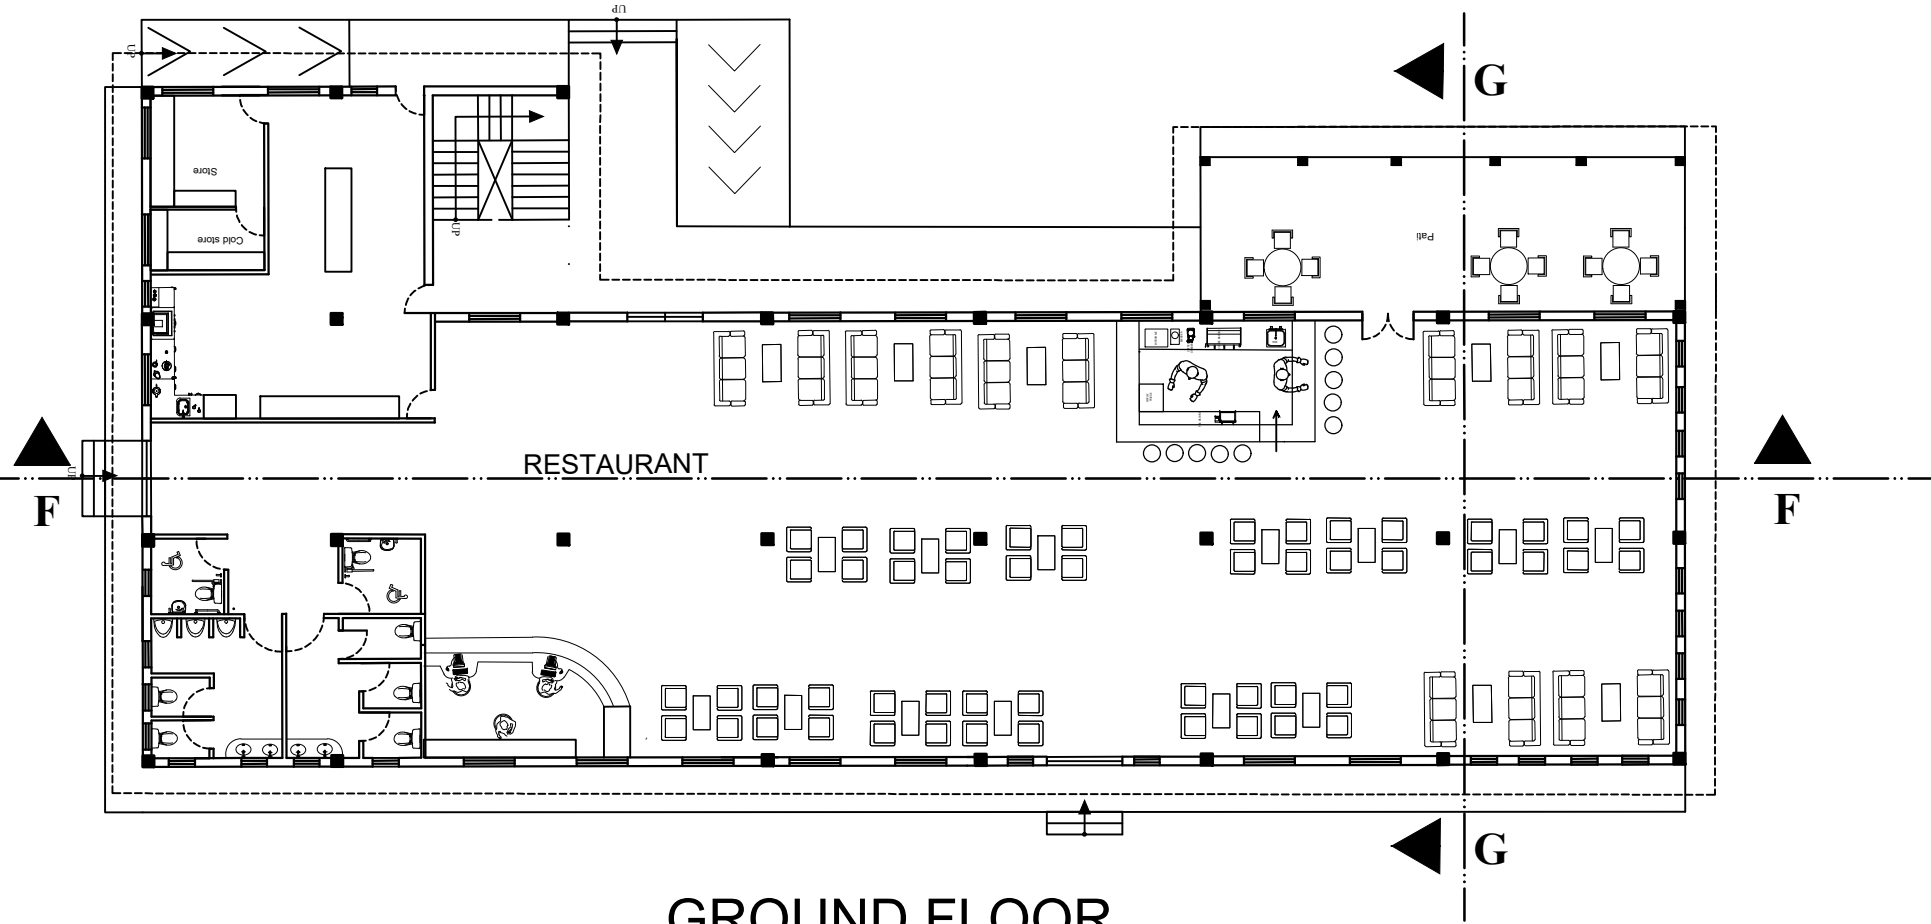 UP
UP
G
Store
UP
Cold store
Pati
RESTAURANT
UP
F
F
G
GROUND FLOOR